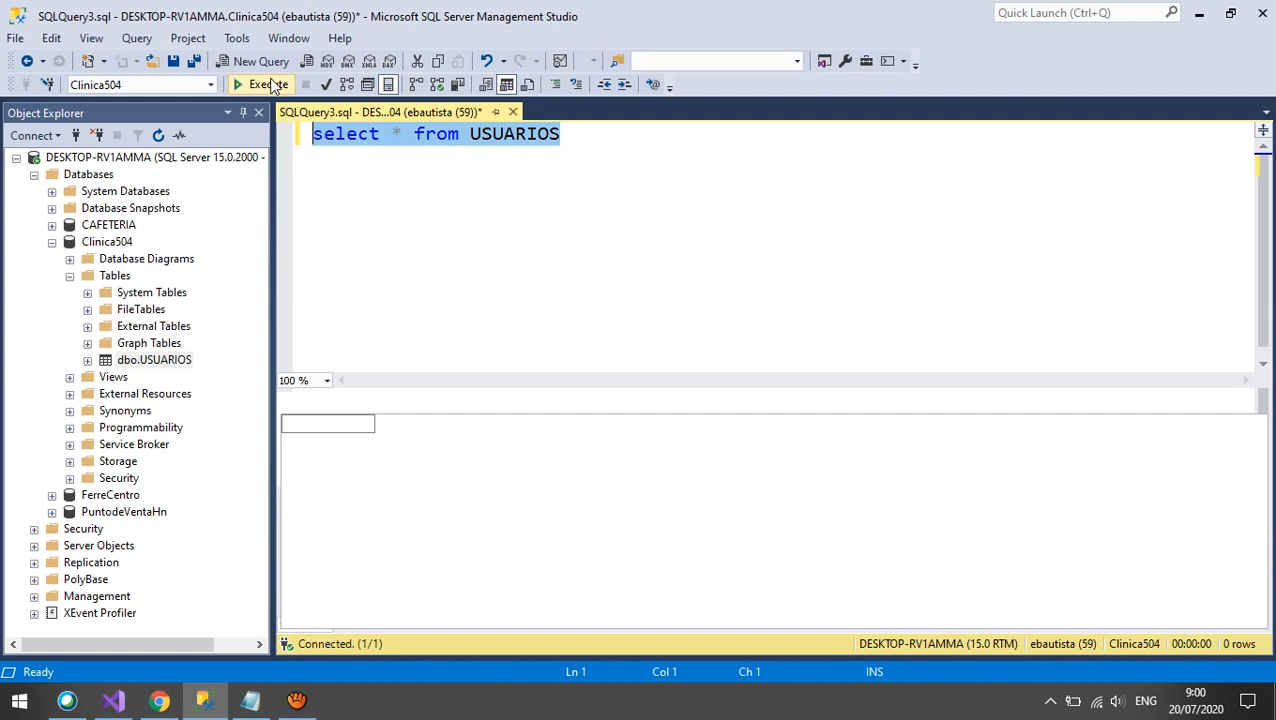 SQLQuery3.sql - DESKTOP-RV1AMMA.Clinica504 (ebautista (59))* - Microsoft SQL Server Management Studio
Quick Launch (Ctrl+Q)
File Edit View Query Project Tools Window Help
New Query
MDX DMX XMLA DAX
Clinica504
Execute
Object Explorer
SQLQuery3.sql - DES...04 (ebautista (59))*
Connect
select * from USUARIOS
DESKTOP-RV1AMMA (SQL Server 15.0.2000 -
Databases
System Databases
Database Snapshots
CAFETERIA
Clinica504
Database Diagrams
Tables
System Tables
FileTables
External Tables
Graph Tables
dbo.USUARIOS
Views
External Resources
Synonyms
Programmability
Service Broker
Storage
Security
FerreCentro
PuntodeVentaHn
Security
Server Objects
Replication
PolyBase
Management
XEvent Profiler
100 %
Connected. (1/1)
DESKTOP-RV1AMMA (15.0 RTM) ebautista (59) Clinica504 00:00:00 0 rows
Ready
Ln 1 Col 1 Ch 1 INS
ENG
9:00
20/07/2020